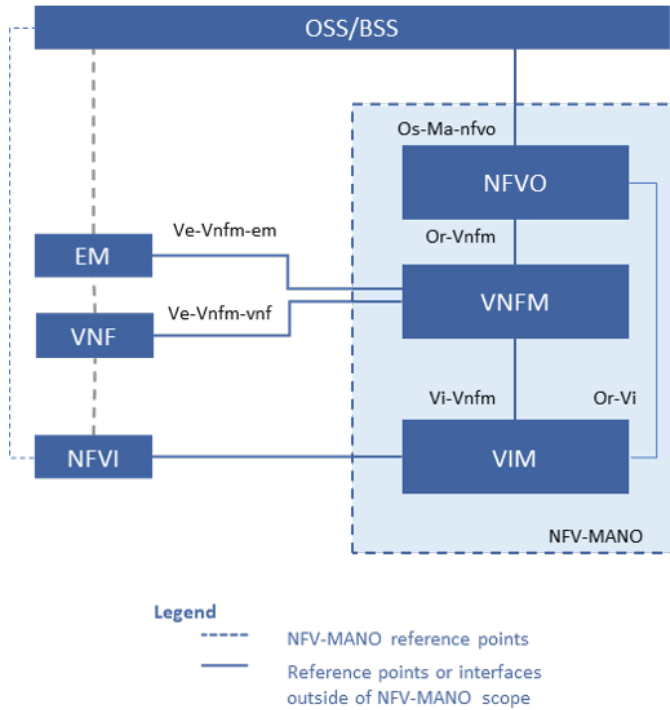 OSS/BSS
Os-Ma-nfvo
NFVO
Ve-Vnfm-em
Or-Vnfm
EM
VNFM
Ve-Vnfm-vnf
VNF
Vi-Vnfm
Or-Vi
NFVI
VIM
NFV-MANO
Legend
NFV-MANO reference points
Reference points or interfaces
outside of NFV-MANO scope